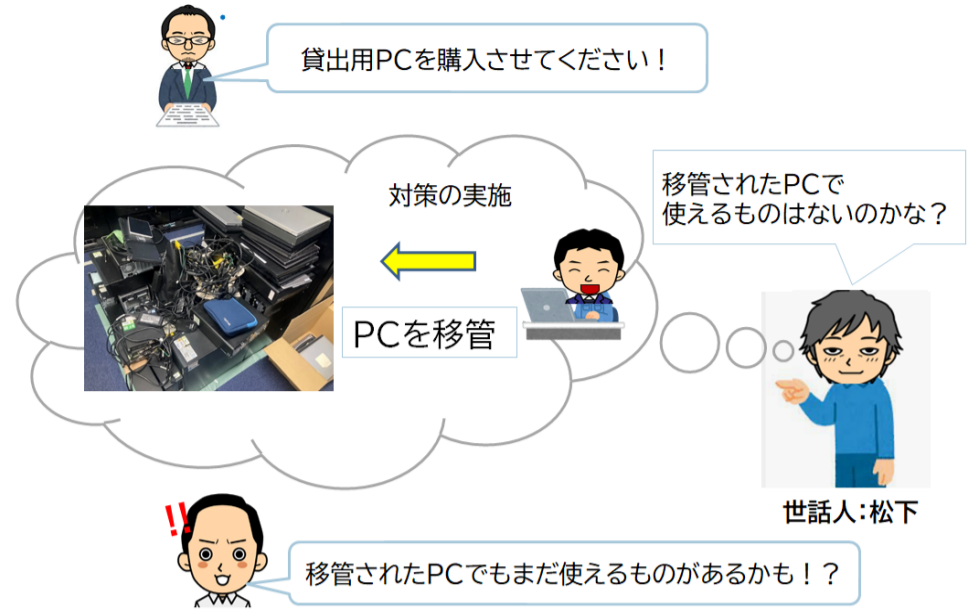 貸出用PCを購入させてください！
対策の実施
移管されたPCで
使えるものはないのかな？
PCを移管
世話人：松下
!!
移管されたPCでもまだ使えるものがあるかも！？